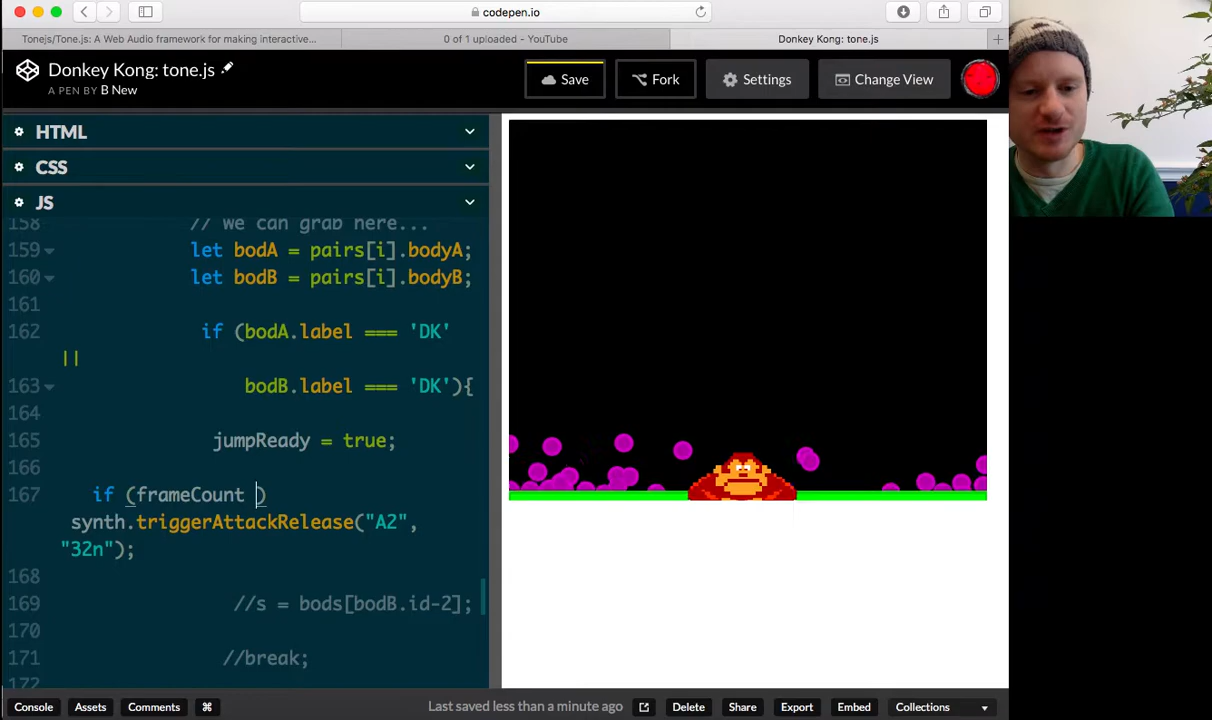 codepen.io
Tonejs/Tone.js: A Web Audio framework for making interactive...
0 of 1 uploaded - YouTube
Donkey Kong: tone.js
+
Donkey Kong: tone.js
A PEN BY B New
Save
Fork
Settings
Change View
HTML
CSS
JS
158 // We can grab here...
159 let bodA = pairs[i].bodyA;
160 let bodB = pairs[i].bodyB;
161
162 if (bodA.label === 'DK'
||
163 bodB.label === 'DK'){
164
165 jumpReady = true;
166
167 if (frameCount )
synth.triggerAttackRelease("A2",
"32n");
168
169 //s = bods[bodB.id-2];
170
171 //break;
172
Console
Assets
Comments
⌘
Last saved less than a minute ago
Delete
Share
Export
Embed
Collections